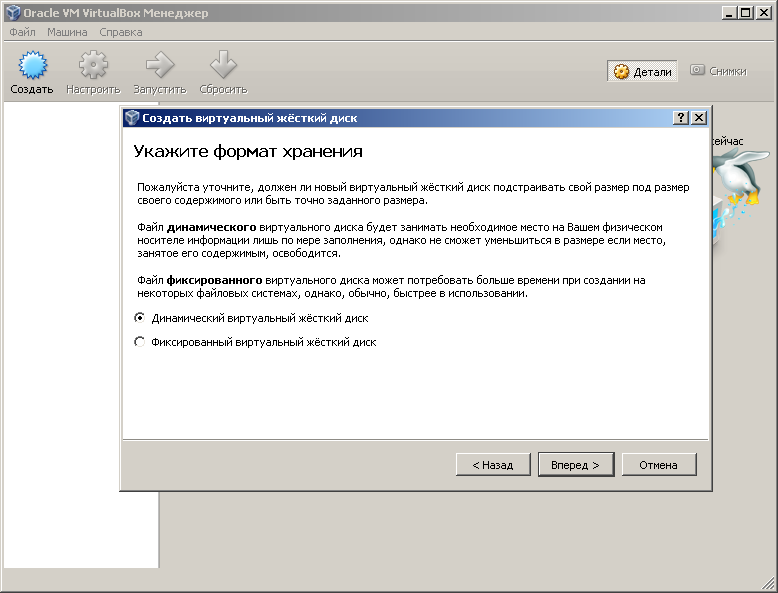 Oracle VM VirtualBox Менеджер
Файл Машина Справка
Создать Настроить Запустить Сбросить
Детали Снимки
Создать виртуальный жёсткий диск
Укажите формат хранения
Пожалуйста уточните, должен ли новый виртуальный жёсткий диск подстраивать свой размер под размер
своего содержимого или быть точно заданного размера.
Файл динамического виртуального диска будет занимать необходимое место на Вашем физическом
носителе информации лишь по мере заполнения, однако не сможет уменьшиться в размере если место,
занятое его содержимым, освободится.
Файл фиксированного виртуального диска может потребовать больше времени при создании на
некоторых файловых системах, однако, обычно, быстрее в использовании.
Динамический виртуальный жёсткий диск
Фиксированный виртуальный жёсткий диск
< Назад Вперед > Отмена